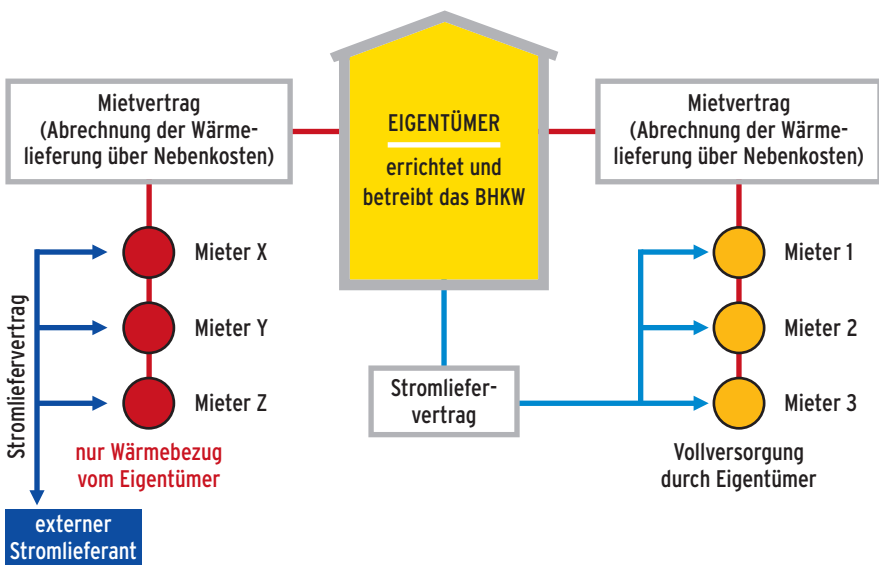 Mietvertrag
(Abrechnung der Wärme-
lieferung über Nebenkosten)
EIGENTÜMER
errichtet und
betreibt das BHKW
Mietvertrag
(Abrechnung der Wärme-
lieferung über Nebenkosten)
Stromliefervertrag
Mieter X
Mieter Y
Mieter Z
nur Wärmebezug
vom Eigentümer
externer
Stromlieferant
Stromliefer-
vertrag
Mieter 1
Mieter 2
Mieter 3
Vollversorgung
durch Eigentümer